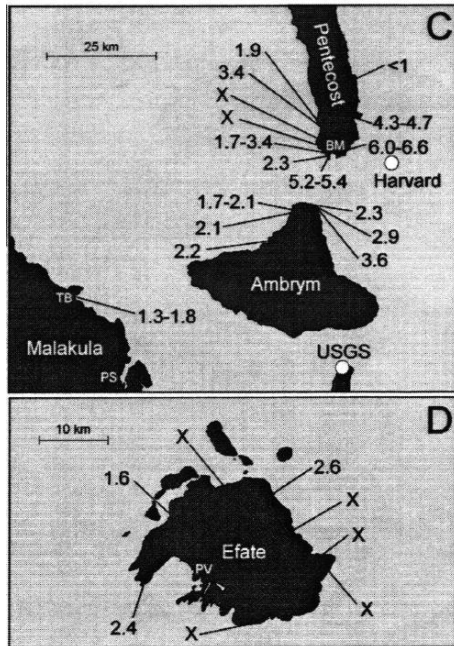 C
25 km
Pentecost
1.9
3.4
X
X
1.7-3.4
2.3
5.2-5.4
BM
<1
4.3-4.7
6.0-6.6
Harvard
1.7-2.1
2.1
2.2
2.3
2.9
3.6
Ambrym
TB
1.3-1.8
Malakula
PS
USGS
D
10 km
X
1.6
2.6
X
X
Efate
PV
X
2.4
X